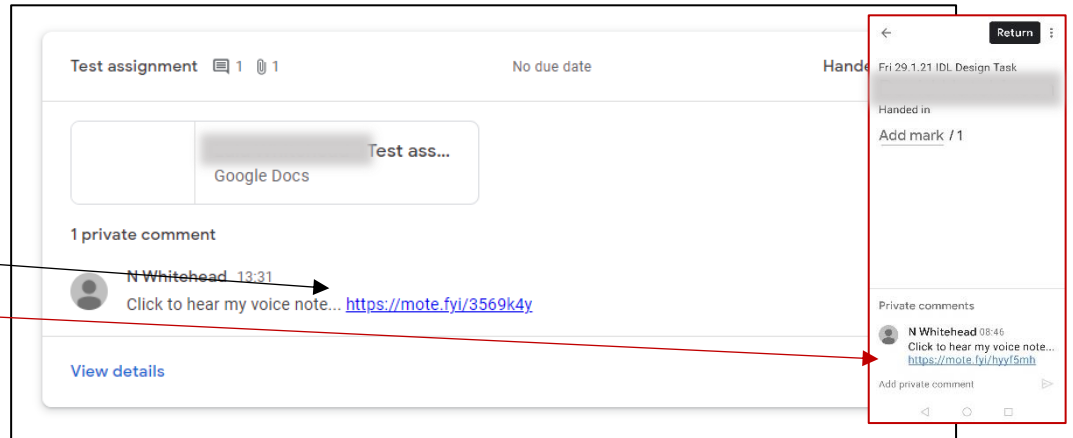 Test assignment 1 1 No due date Hande
Test ass...
Google Docs
1 private comment
N Whitehead 13:31
Click to hear my voice note... https://mote.fyi/3569k4y
View details
Return
Fri 29.1.21 IDL Design Task
Handed in
Add mark / 1
Private comments
N Whitehead 08:46
Click to hear my voice note...
https://mote.fyi/hyyf5mh
Add private comment